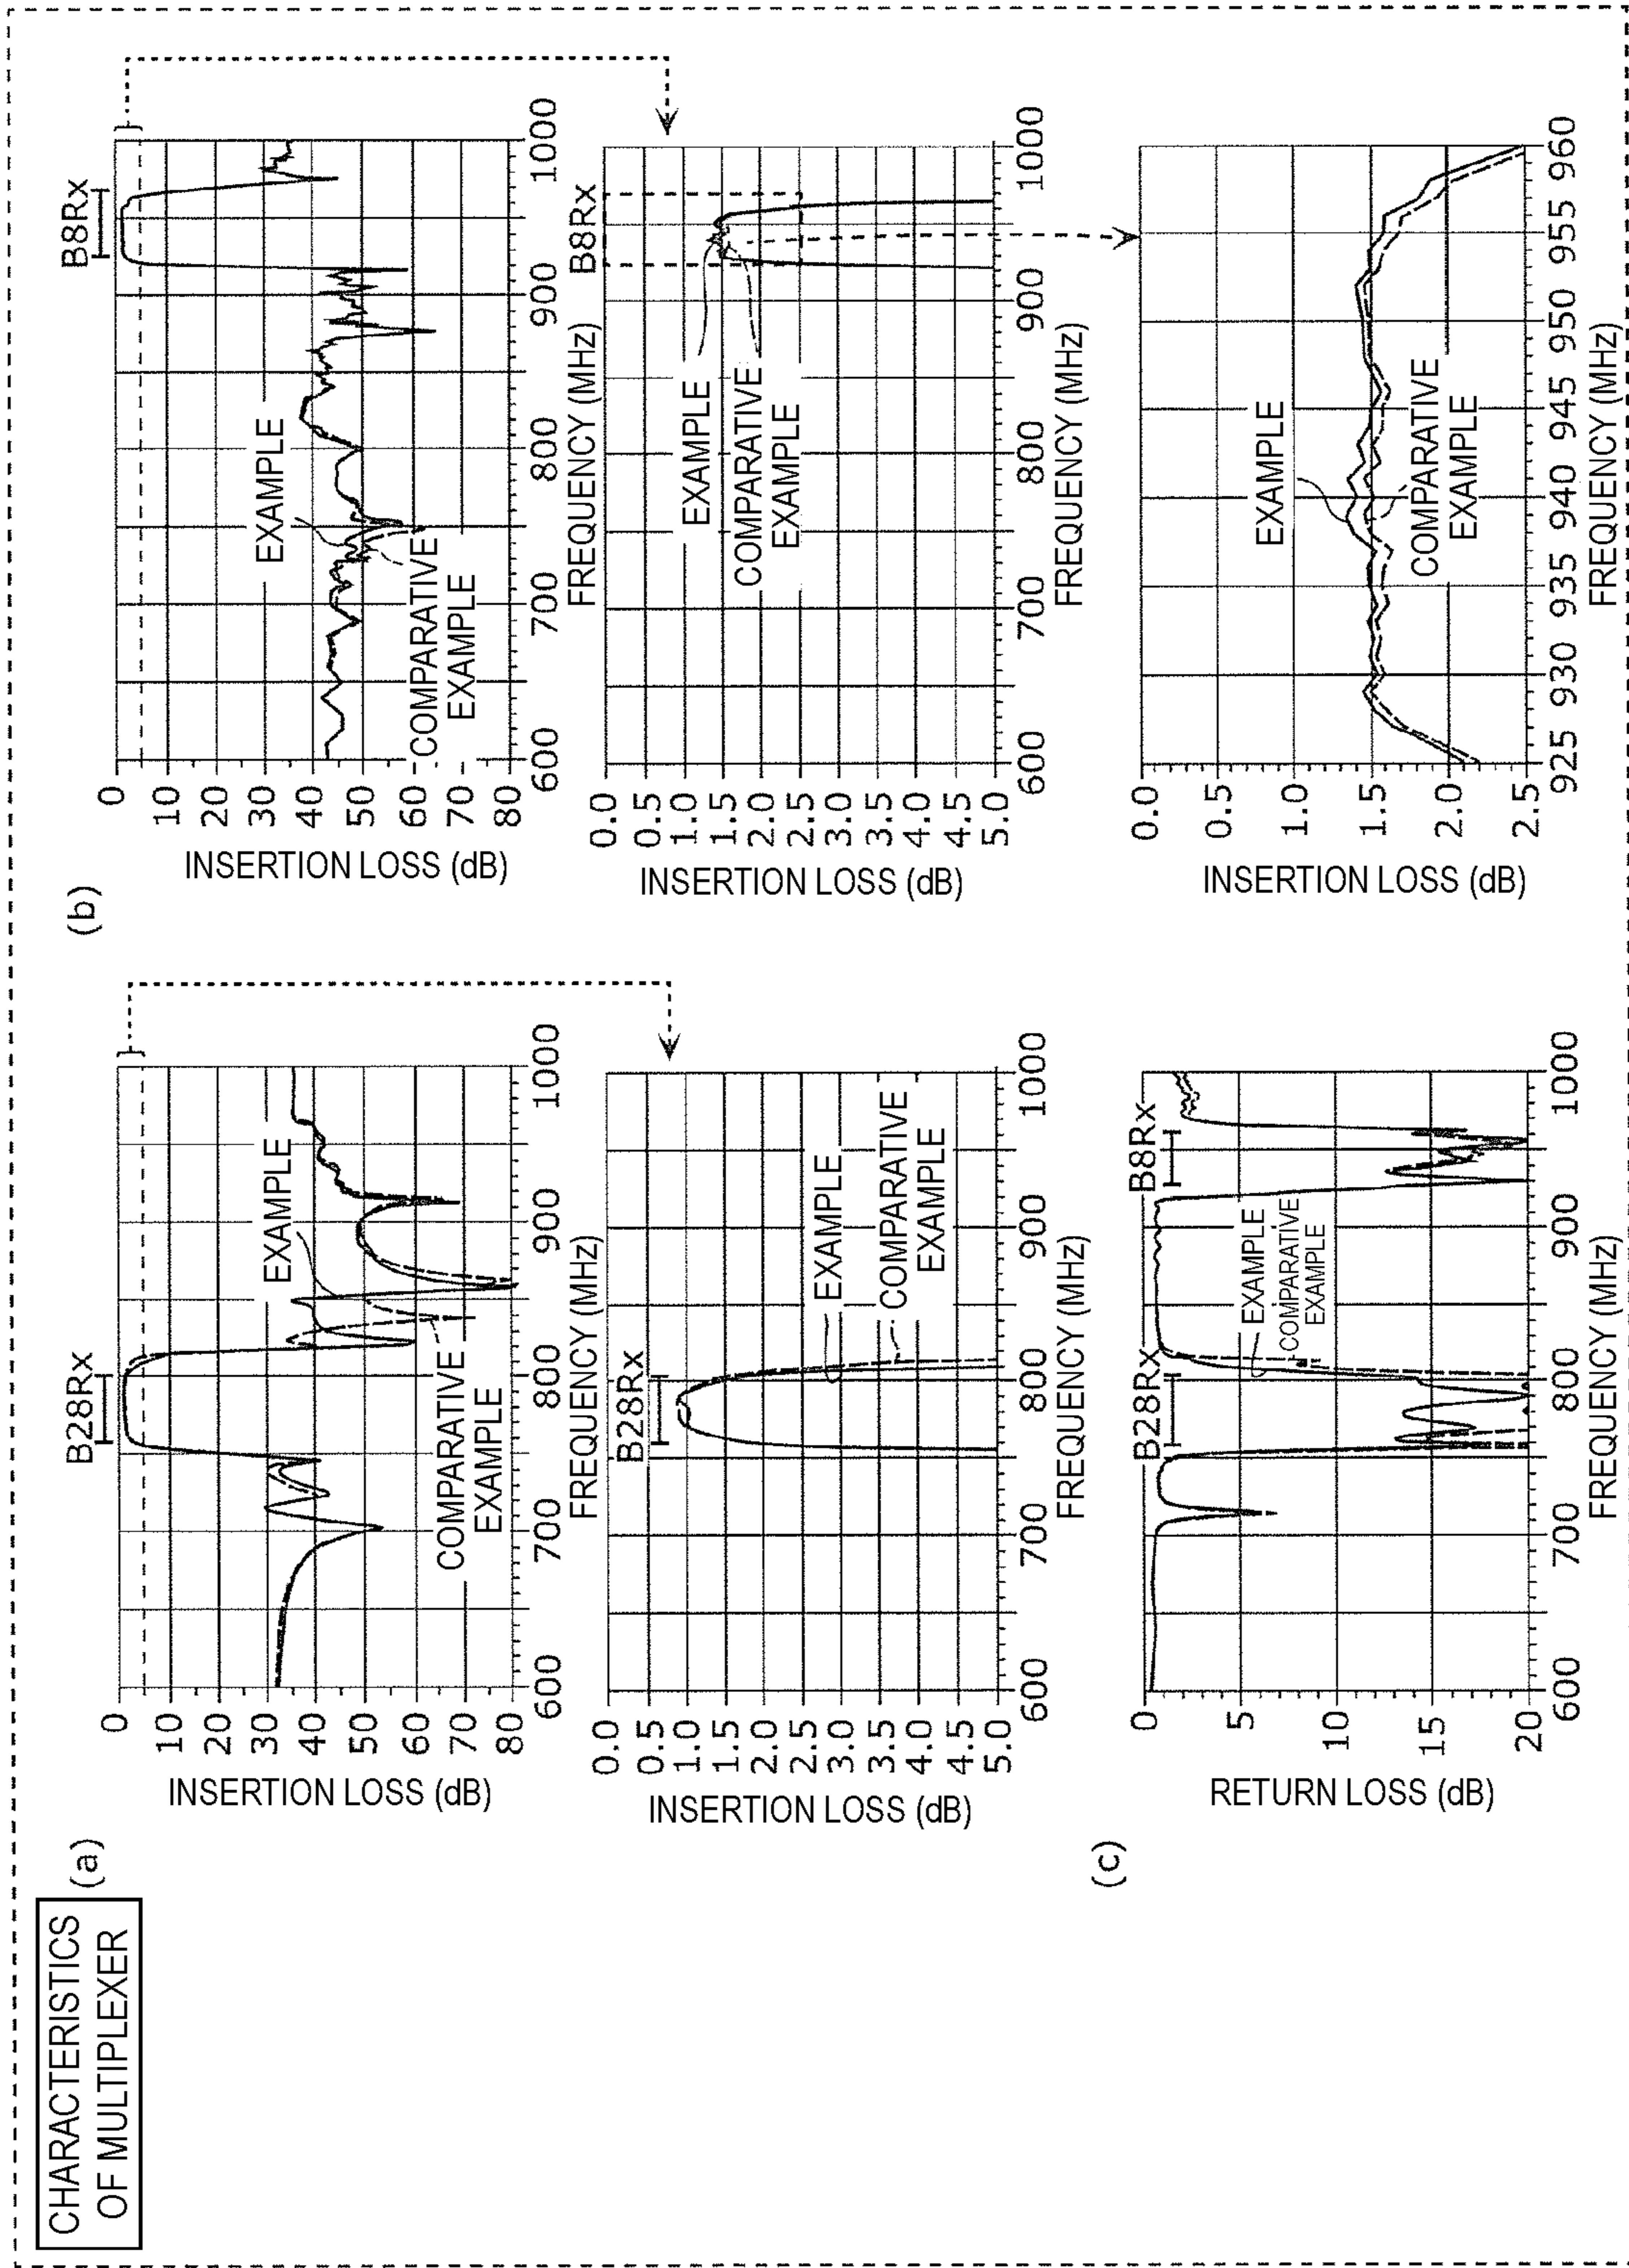 CHARACTERISTICS
OF MULTIPLEXER
(a)
INSERTION LOSS (dB)
0
10
20
30
40
50
60
70
80
B28Rx
EXAMPLE
COMPARATIVE
EXAMPLE
600 700 800 900 1000
FREQUENCY (MHz)
INSERTION LOSS (dB)
0.0
0.5
1.0
1.5
2.0
2.5
3.0
3.5
4.0
4.5
5.0
B28Rx
EXAMPLE
COMPARATIVE
EXAMPLE
600 700 800 900 1000
FREQUENCY (MHz)
(b)
INSERTION LOSS (dB)
0
10
20
30
40
50
60
70
80
B8Rx
EXAMPLE
COMPARATIVE
EXAMPLE
600 700 800 900 1000
FREQUENCY (MHz)
INSERTION LOSS (dB)
0.0
0.5
1.0
1.5
2.0
2.5
3.0
3.5
4.0
4.5
5.0
B8Rx
EXAMPLE
COMPARATIVE
EXAMPLE
600 700 800 900 1000
FREQUENCY (MHz)
INSERTION LOSS (dB)
0.0
0.5
1.0
1.5
2.0
2.5
EXAMPLE
COMPARATIVE
EXAMPLE
925 930 935 940 945 950 955 960
FREQUENCY (MHz)
(c)
RETURN LOSS (dB)
0
5
10
15
20
B28Rx
B8Rx
EXAMPLE
COMPARATIVE
EXAMPLE
600 700 800 900 1000
FREQUENCY (MHz)